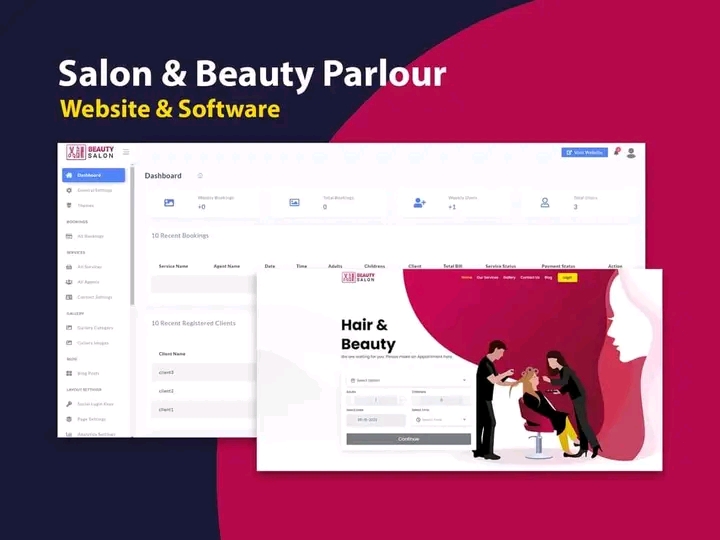 Salon & Beauty Parlour
Website & Software
BEAUTY
SALON
Visit Website
Dashboard
General Settings
Themes
BOOKINGS
All Bookings
SERVICES
All Services
All Agents
Content Settings
GALLERY
Gallery Category
Gallery Images
BLOG
Blog Posts
LAYOUT SETTINGS
Social Login Keys
Page Settings
Analytics Settings
Dashboard
Weekly Bookings
+0
Total Bookings
0
Weekly Users
+1
Total Users
3
10 Recent Bookings
Service Name Agent Name Date Time Adults Childrens Client Total Bill Service Status Payment Status Action
10 Recent Registered Clients
Client Name
client3
client2
client1
BEAUTY
SALON
Home Our Services Gallery Contact Us Blog Login
Hair &
Beauty
We are waiting for you. Please make an Appointment Here
Select Option
Adults Childrens
Select Date Select Time
Select Time
Continue